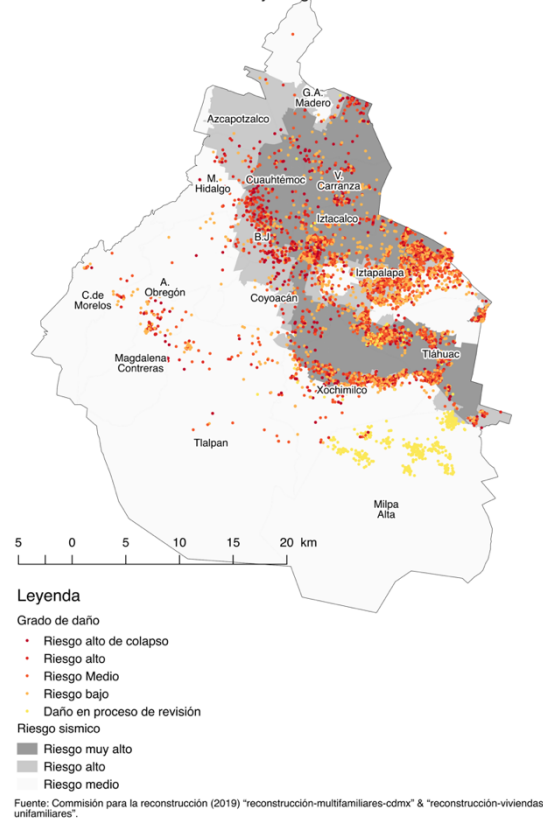 G.A.
Madero
Azcapotzalco
M.
Hidalgo
Cuauhtémoc
V.
Carranza
Iztacalco
B.J
Iztapalapa
A.
Obregón
C.de
Morelos
Coyoacán
Tláhuac
Magdalena
Contreras
Xochimilco
Tlalpan
Milpa
Alta
5 0 5 10 15 20 km
Leyenda
Grado de daño
Riesgo alto de colapso
Riesgo alto
Riesgo Medio
Riesgo bajo
Daño en proceso de revisión
Riesgo sismico
Riesgo muy alto
Riesgo alto
Riesgo medio
Fuente: Commisión para la reconstrucción (2019) “reconstrucción-multifamiliares-cdmx” & “reconstrucción-viviendas
unifamiliares”.